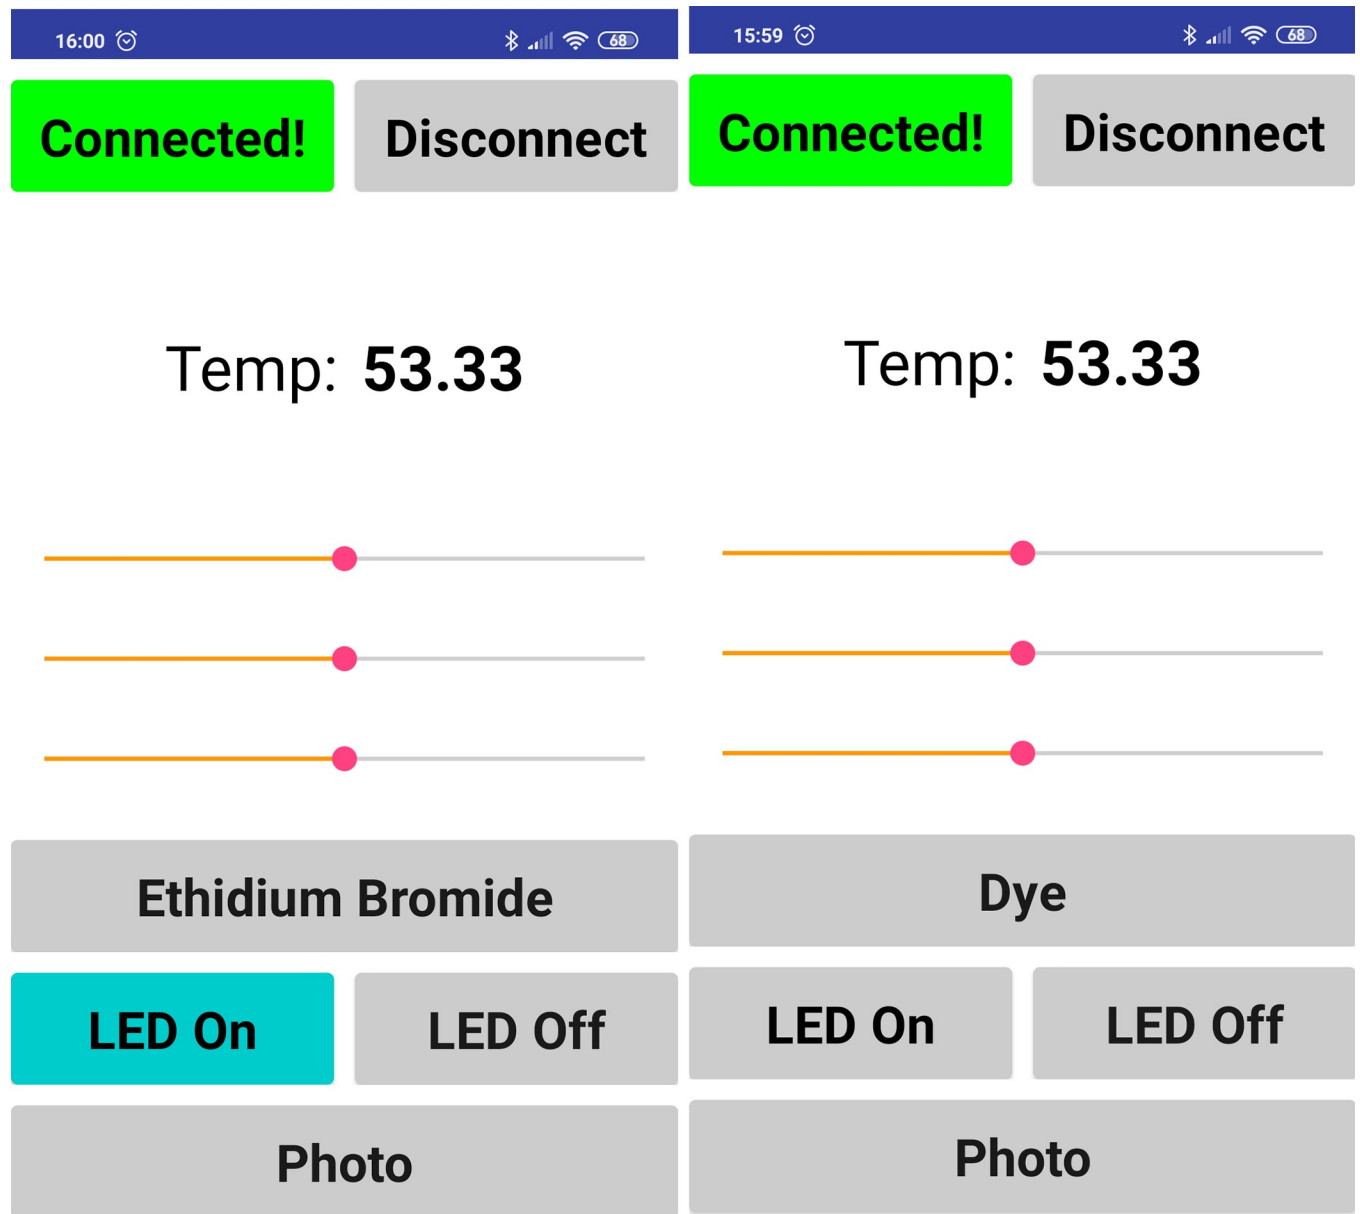 16:00 68
Connected! Disconnect
Temp: 53.33
Ethidium Bromide
LED On LED Off
Photo
15:59 68
Connected! Disconnect
Temp: 53.33
Dye
LED On LED Off
Photo